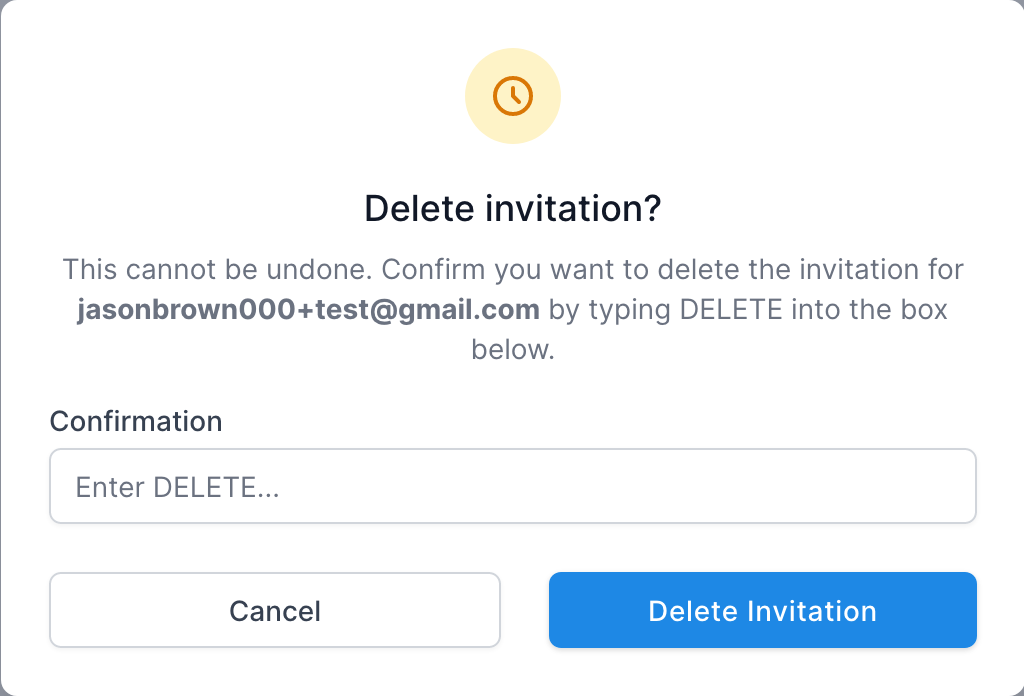 Delete invitation?
This cannot be undone. Confirm you want to delete the invitation for
jasonbrown000+test@gmail.com by typing DELETE into the box
below.
Confirmation
Enter DELETE...
Cancel
Delete Invitation